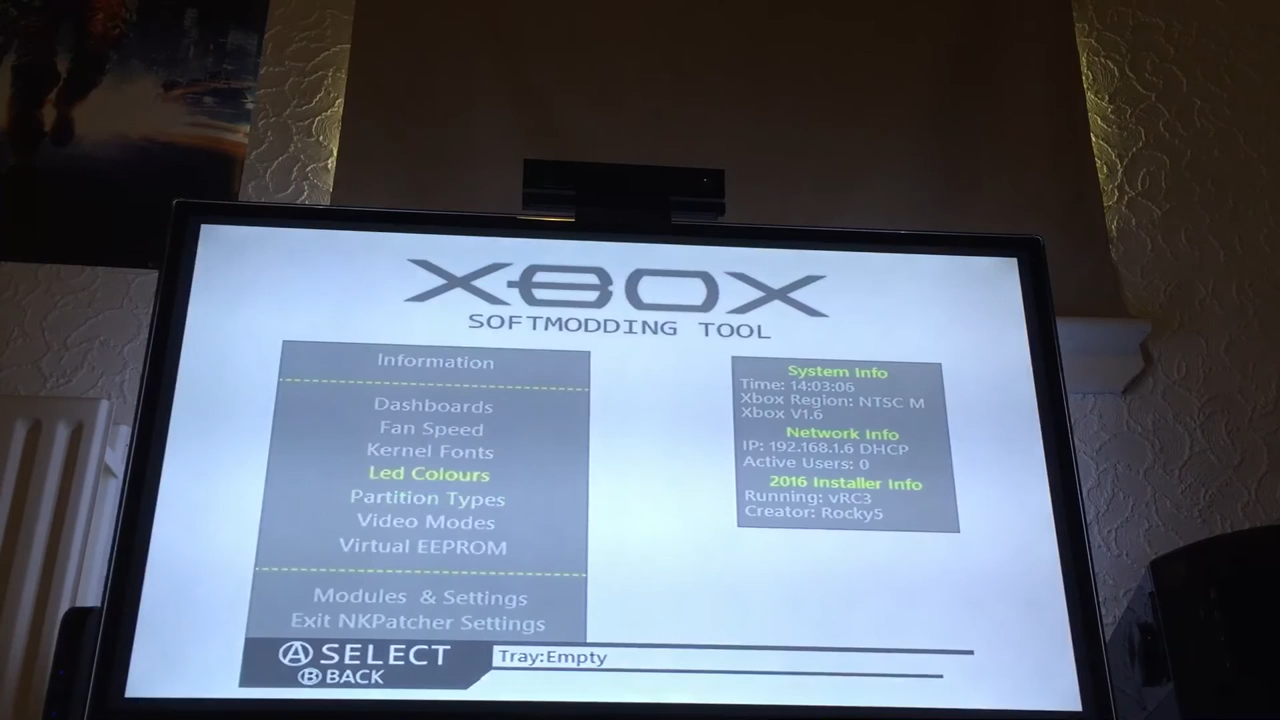 XBOX
SOFTMODDING TOOL
Information
Dashboards
Fan Speed
Kernel Fonts
Led Colours
Partition Types
Video Modes
Virtual EEPROM
Modules & Settings
Exit NKPatcher Settings
A SELECT
B BACK
System Info
Time: 14:03:06
Xbox Region: NTSC M
Xbox V1.6
Network Info
IP: 192.168.1.6 DHCP
Active Users: 0
2016 Installer Info
Running: vRC3
Creator: Rocky5
Tray:Empty